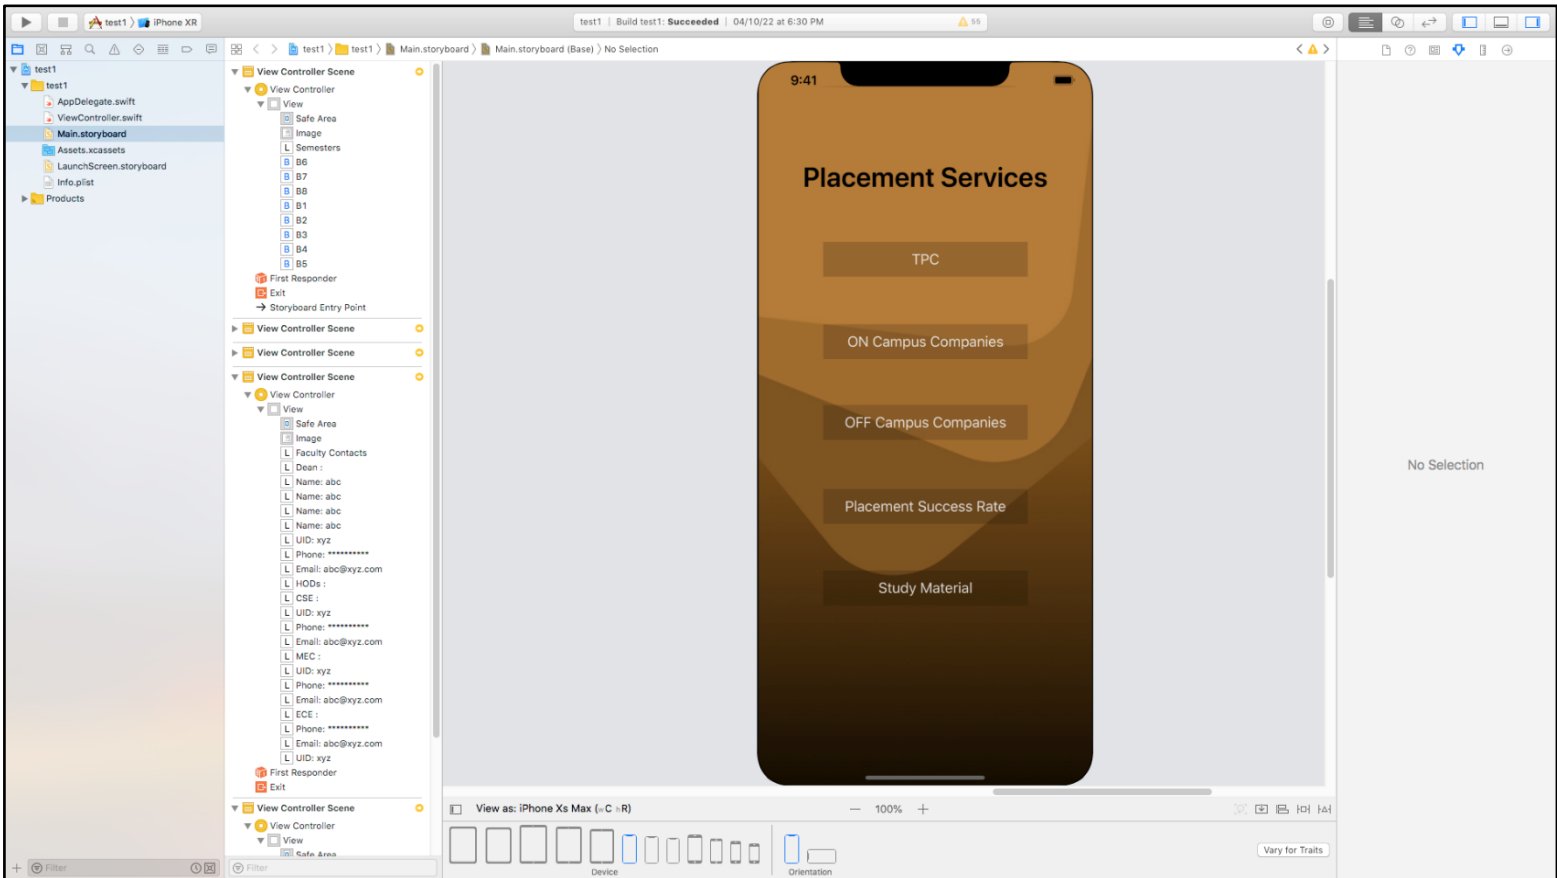 test1 〉 iPhone XR
test1 | Build test1: Succeeded | 04/10/22 at 6:30 PM
55
test1 〉 test1 〉 Main.storyboard 〉 Main.storyboard (Base) 〉 No Selection
test1
test1
AppDelegate.swift
ViewController.swift
Main.storyboard
Assets.xcassets
LaunchScreen.storyboard
Info.plist
Products
Filter
View Controller Scene
View Controller
View
Safe Area
Image
L Semesters
B B6
B B7
B B8
B B1
B B2
B B3
B B4
B B5
First Responder
Exit
→ Storyboard Entry Point
View Controller Scene
View Controller Scene
View Controller Scene
View Controller
View
Safe Area
Image
L Faculty Contacts
L Dean :
L Name: abc
L Name: abc
L Name: abc
L Name: abc
L UID: xyz
L Phone: **********
L Email: abc@xyz.com
L HODs :
L CSE :
L UID: xyz
L Phone: **********
L Email: abc@xyz.com
L MEC :
L UID: xyz
L Phone: **********
L Email: abc@xyz.com
L ECE :
L Phone: **********
L Email: abc@xyz.com
L UID: xyz
First Responder
Exit
View Controller Scene
View Controller
View
Safe Area
Filter
9:41
Placement Services
TPC
ON Campus Companies
OFF Campus Companies
Placement Success Rate
Study Material
View as: iPhone Xs Max (wC hR)
— 100% +
Device
Orientation
Vary for Traits
No Selection